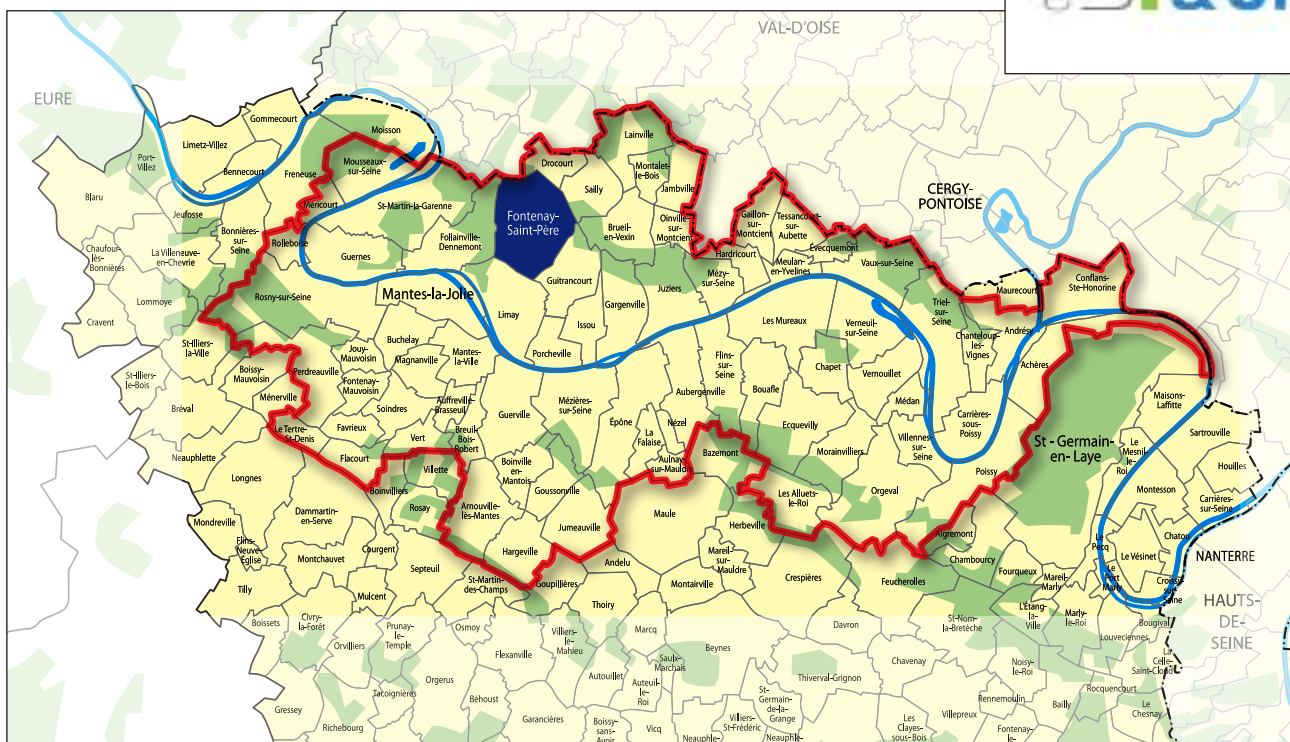 VAL-D'OISE
EURE
Gommecourt
Limetz-Villez
Moisson
Port-
Villez
Bennecourt
Freneuse
Mousseaux-
sur-Seine
Lainville
Drocourt
Montalet-
le-Bois
Sailly
Jambville
CERGY-
PONTOISE
Blaru
Jeufosse
Méricourt
St-Martin-la-Garenne
Fontenay-
Saint-Père
Brueil-
en-Vexin
Oinville-
sur-
Montcient
Gaillon-
sur-
Montcient
Tessancourt-
sur-
Aubette
Bonnières-
sur-
Seine
Rolleboise
Guernes
Follainville-
Dennemont
Hardricourt
Évecquemont
Chaufour-
lès-
Bonnières
La Villeneuve-
en-Chevrie
Meulan-
en-Yvelines
Vaux-sur-Seine
Conflans-
Ste-Honorine
Lommoye
Rosny-sur-Seine
Mantes-la-Jolie
Guitrancourt
Juziers
Mézy-
sur-Seine
Maurecourt
Cravent
Limay
Issou
Gargenville
Les Mureaux
Verneuil-
sur-Seine
Triel-
sur-
Seine
Chanteloup-
les-
Vignes
Andrésy
St-Illiers-
la-Ville
Buchelay
Jouy-
Mauvoisin
Magnanville
Mantes-
la-Ville
Porcheville
Flins-
sur-
Seine
Chapet
Vernouillet
Achères
St-Illiers-
le-Bois
Boissy-
Mauvoisin
Perdreauville
Fontenay-
Mauvoisin
Ménerville
Aubergenville
Bouafle
Médan
Maisons-
Laffitte
Bréval
Soindres
Auffreville-
Brasseuil
Guerville
Mézières-
sur-Seine
Épône
La
Falaise
Nézel
Ecquevilly
Carrières-
sous-
Poissy
Sartrouville
Neauphlette
Le Tertre-
St-Denis
Favrieux
Vert
Breuil-
Bois-
Robert
Aulnay-
sur-Mauldre
Bazemont
Morainvilliers
Villennes-
sur-
Seine
St - Germain-
en- Laye
Le
Mesnil-
le-
Roi
Houilles
Longnes
Flacourt
Villette
Boinville
en-
Mantois
Goussonville
Poissy
Montesson
Boinvilliers
Rosay
Arnouville-
lès-Mantes
Les Alluets-
le-Roi
Orgeval
Carrières-
sur-Seine
Mondreville
Dammartin-
en-Serve
Jumeauville
Maule
Herbeville
Aigremont
Chatou
Flins-
Neuve-
Église
Montchauvet
Courgent
Septeuil
Hargeville
Andelu
Mareil-
sur-
Mauldre
Chambourcy
Le
Pecq
Le Vésinet
NANTERRE
Tilly
Mulcent
St-Martin-
des-Champs
Goupillières
Montainville
Crespières
Feucherolles
Fourqueux
Mareil-
Marly
Le
Port
Marly
Croissy-
sur-
Seine
HAUTS-
DE-
SEINE
Boissets
Civry-
la-Forêt
Thoiry
L'Étang-
la-
Ville
Marly-
le-Roi
Bougival
Orvilliers
Prunay-
le-
Temple
Osmoy
Villiers-
le-
Mahieu
Marcq
Davron
St-Nom-
la-Bretèche
Louveciennes
Flexanville
Saulx-
Marchais
Beynes
Chavenay
Noisy-
le-Roi
La
Celle-
Saint-Cloud
Tacoignières
Orgerus
Autouillet
Thiverval-Grignon
Rocquencourt
Gressey
Béhoust
Auteuil-
le-
Roi
St-
Germain-
de-la-
Grange
Rennemoulin
Bailly
Le
Chesnay
Richebourg
Garancières
Boissy-
sans-
Avoir
Vicq
Villiers-
St-Frédéric
Neauphle-
Neauphle-
Les
Clayes-
sous-Bois
Villepreux
Fontenay-
le-